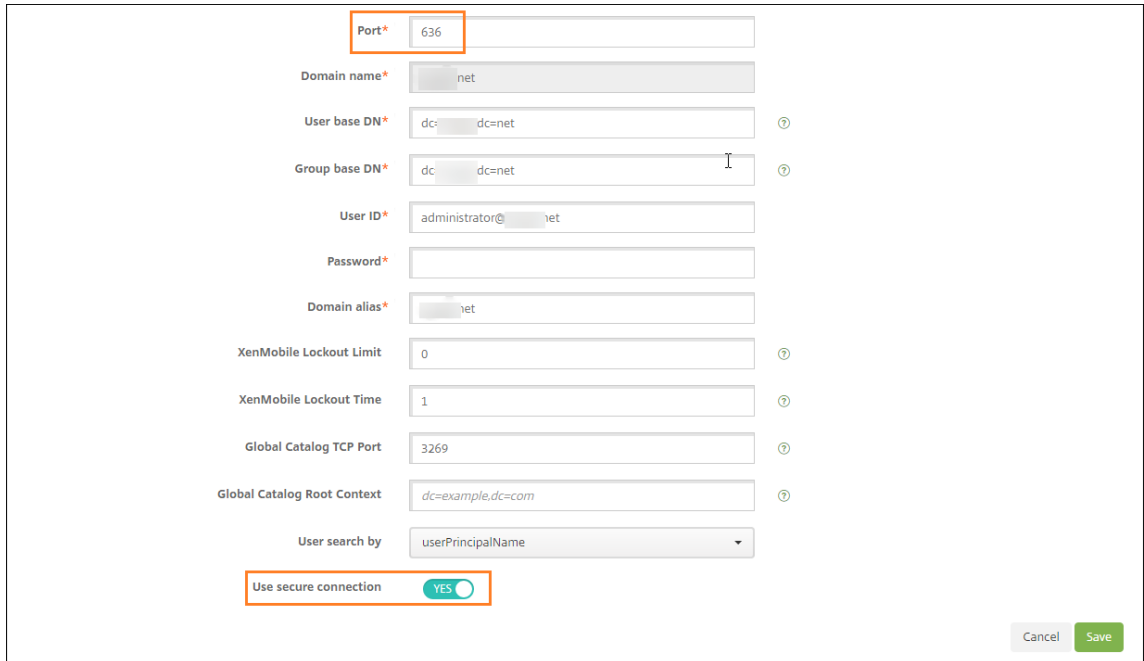 Port* 636
Domain name* net
User base DN* dc= dc=net
Group base DN* dc dc=net
User ID* administrator@ net
Password*
Domain alias* net
XenMobile Lockout Limit 0
XenMobile Lockout Time 1
Global Catalog TCP Port 3269
Global Catalog Root Context dc=example,dc=com
User search by userPrincipalName
Use secure connection YES
Cancel Save